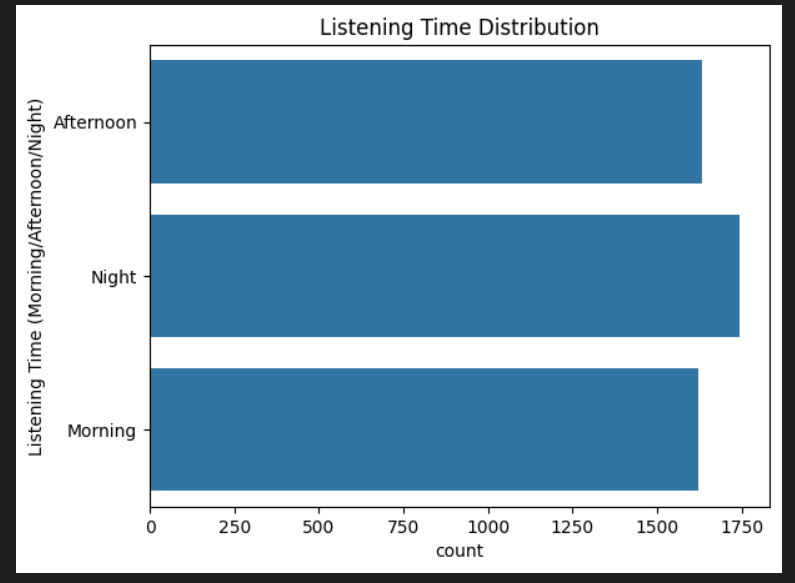 Listening Time Distribution
Listening Time (Morning/Afternoon/Night)
Afternoon
Night
Morning
0 250 500 750 1000 1250 1500 1750
count